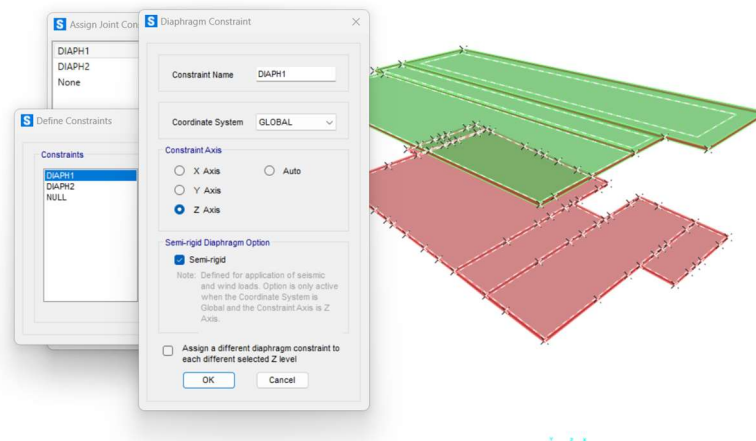 Assign Joint Con
DIAPH1
DIAPH2
None
Define Constraints
Constraints
DIAPH1
DIAPH2
NULL
Diaphragm Constraint
Constraint Name
DIAPH1
Coordinate System
GLOBAL
Constraint Axis
X Axis
Auto
Y Axis
Z Axis
Semi-rigid Diaphragm Option
Semi-rigid
Note: Defined for application of seismic
and wind loads. Option is only active
when the Coordinate System is
Global and the Constraint Axis is Z
Axis.
Assign a different diaphragm constraint to
each different selected Z level
OK
Cancel